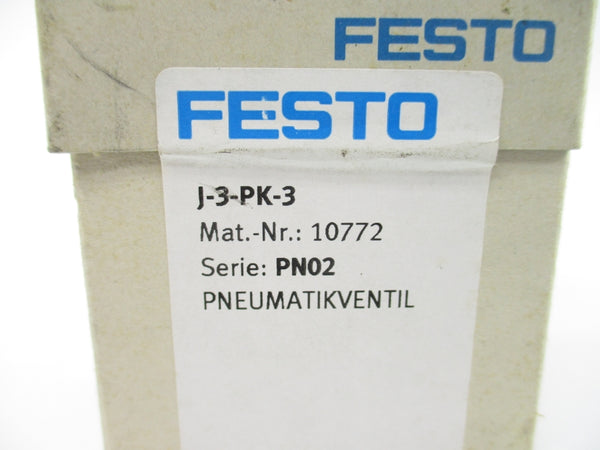 FESTO
FESTO
J-3-PK-3
Mat.-Nr.: 10772
Serie: PN02
PNEUMATIKVENTIL